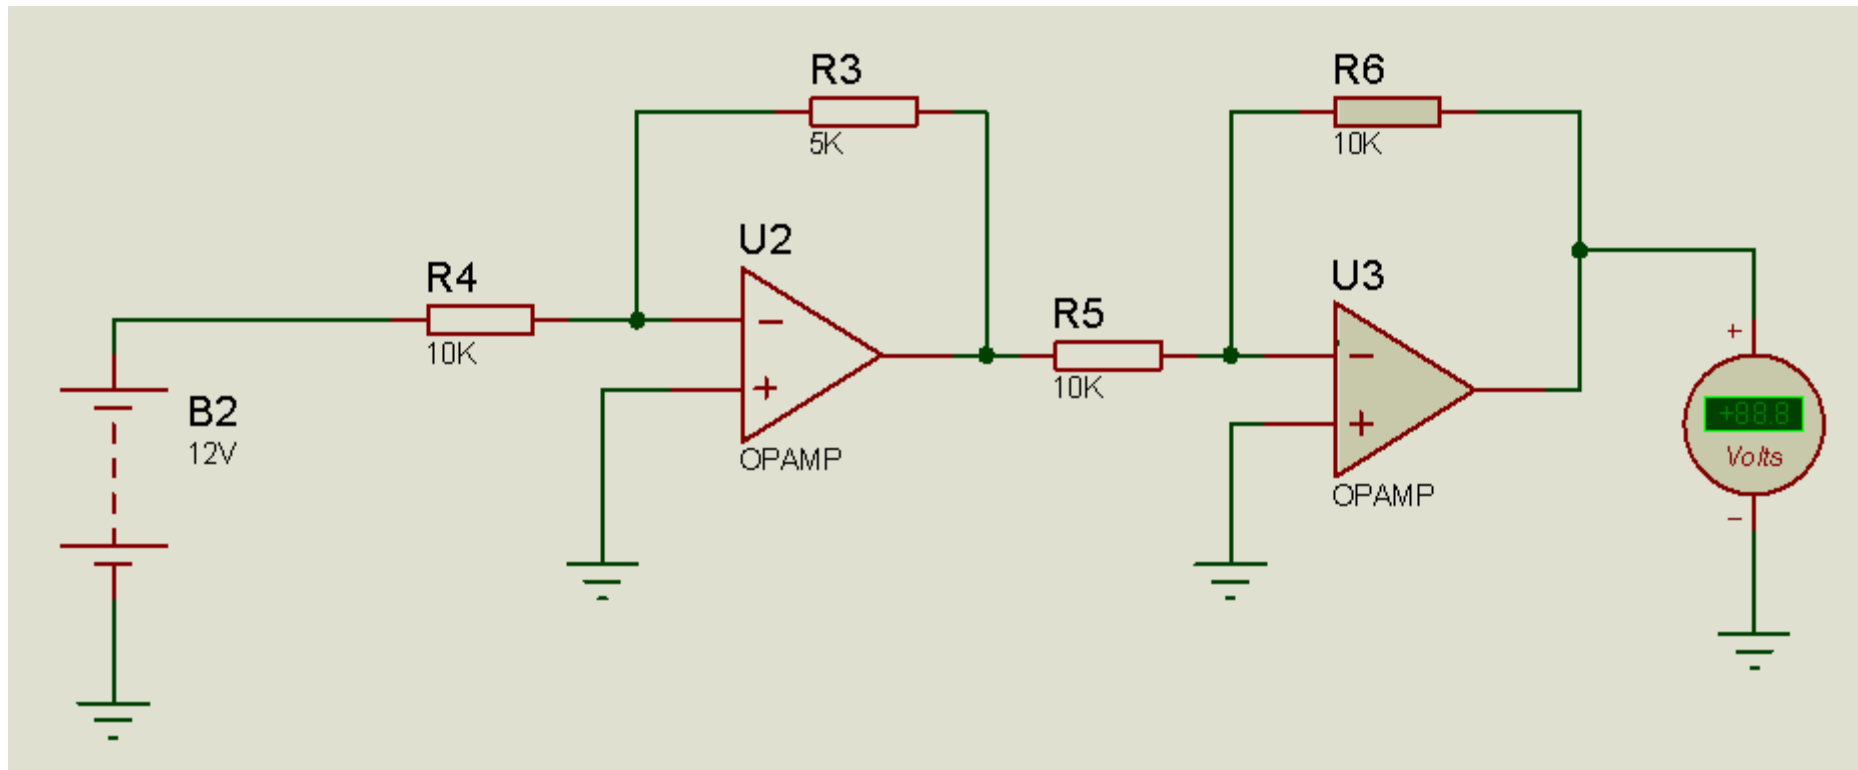 R3
5K
R6
10K
U2
OPAMP
R4
10K
U3
OPAMP
R5
10K
B2
12V
+
+88.8
Volts